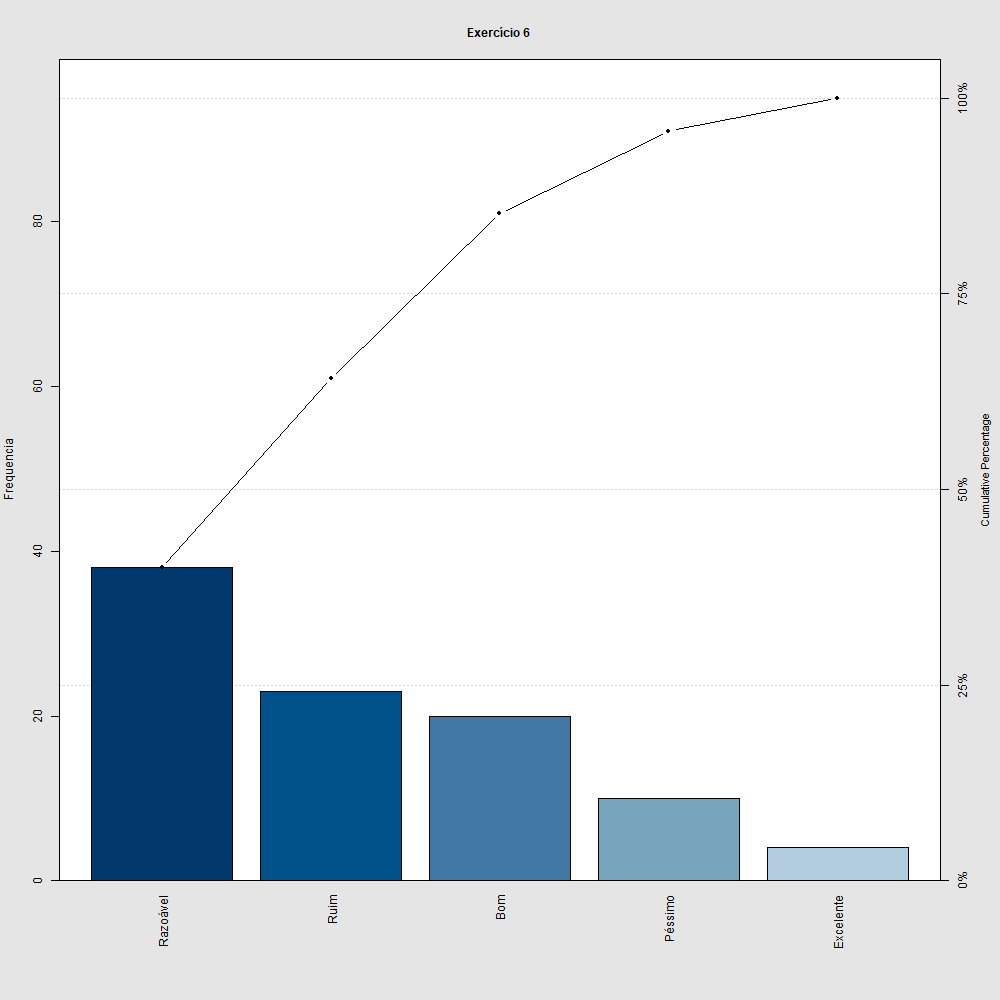 Exercício 6
Frequencia
0
20
40
60
80
Razoável
Ruim
Bom
Péssimo
Excelente
0%
25%
50%
75%
100%
Cumulative Percentage